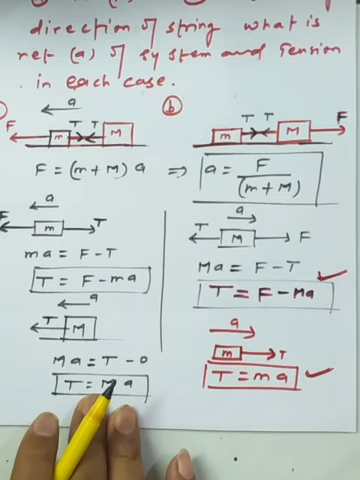 direction of string what is
ret (a) of system and Tension
in each case.
a
F T T
m M
F = (m+M) a ⇒
a
F m T
ma = F - T
T = F - ma
a
T M
Ma = T - 0
T = Ma
b
T T F
m M
a = F
(m+M)
a
T M F
Ma = F - T
T = F - Ma
a
m T
T = ma